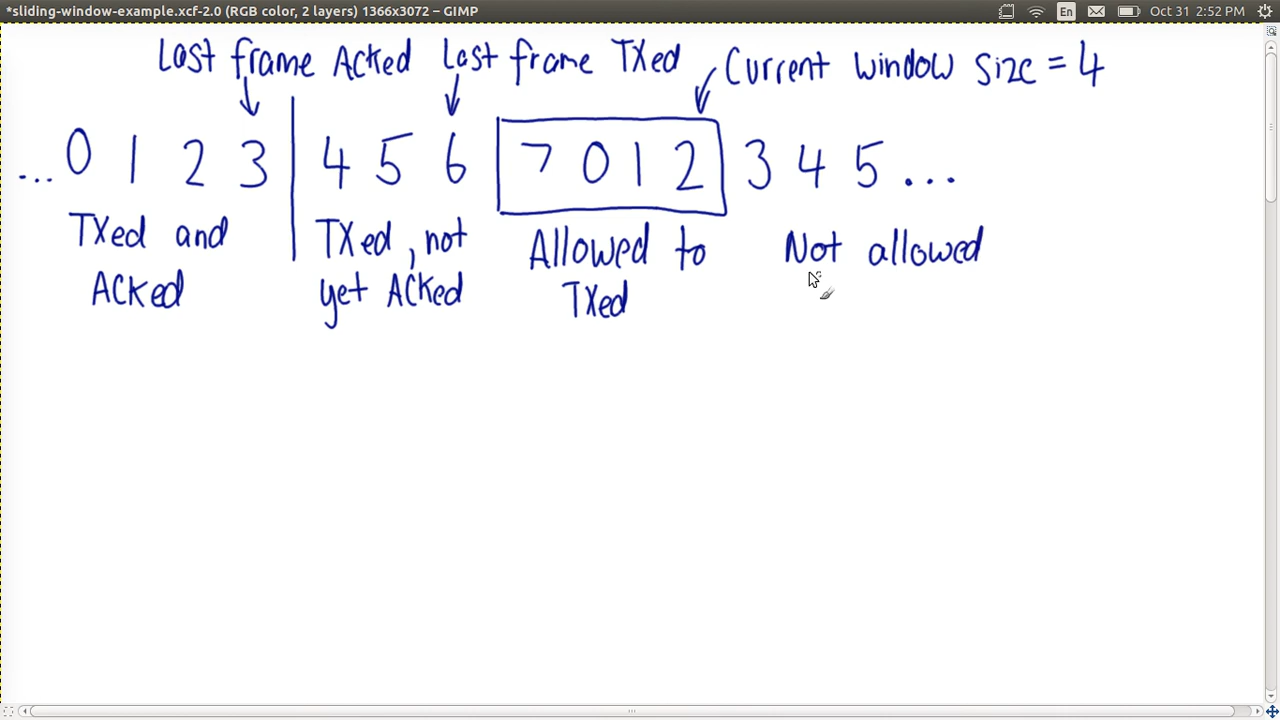 *sliding-window-example.xcf-2.0 (RGB color, 2 layers) 1366x3072 – GIMP
En
Oct 31 2:52 PM
Last frame Acked Last frame TXed Current window size = 4
... 0 1 2 3 4 5 6 7 0 1 2 3 4 5 ...
TXed and
Acked
TXed, not
yet Acked
Allowed to
TXed
Not allowed